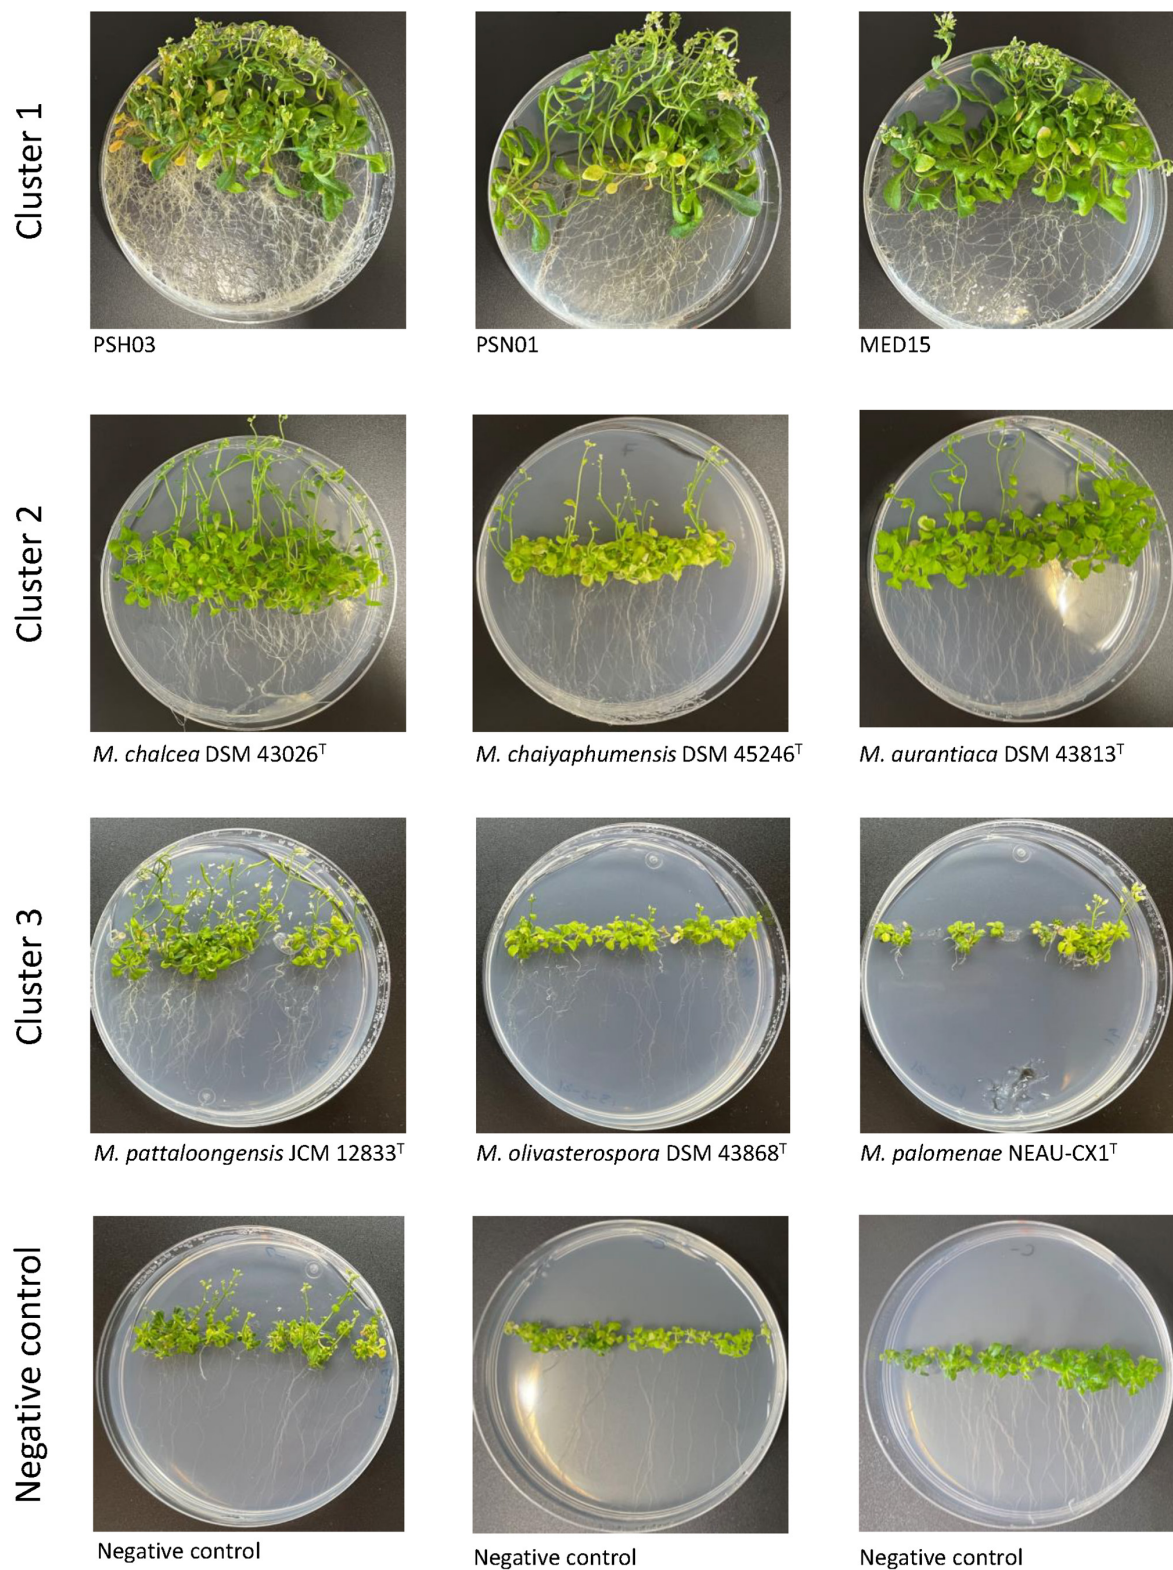 Cluster 1
PSH03
PSN01
MED15
Cluster 2
M. chalcea DSM 43026ᵀ
M. chaiyaphumensis DSM 45246ᵀ
M. aurantiaca DSM 43813ᵀ
Cluster 3
M. pattaloongensis JCM 12833ᵀ
M. olivasterospora DSM 43868ᵀ
M. palomenae NEAU-CX1ᵀ
Negative control
Negative control
Negative control
Negative control